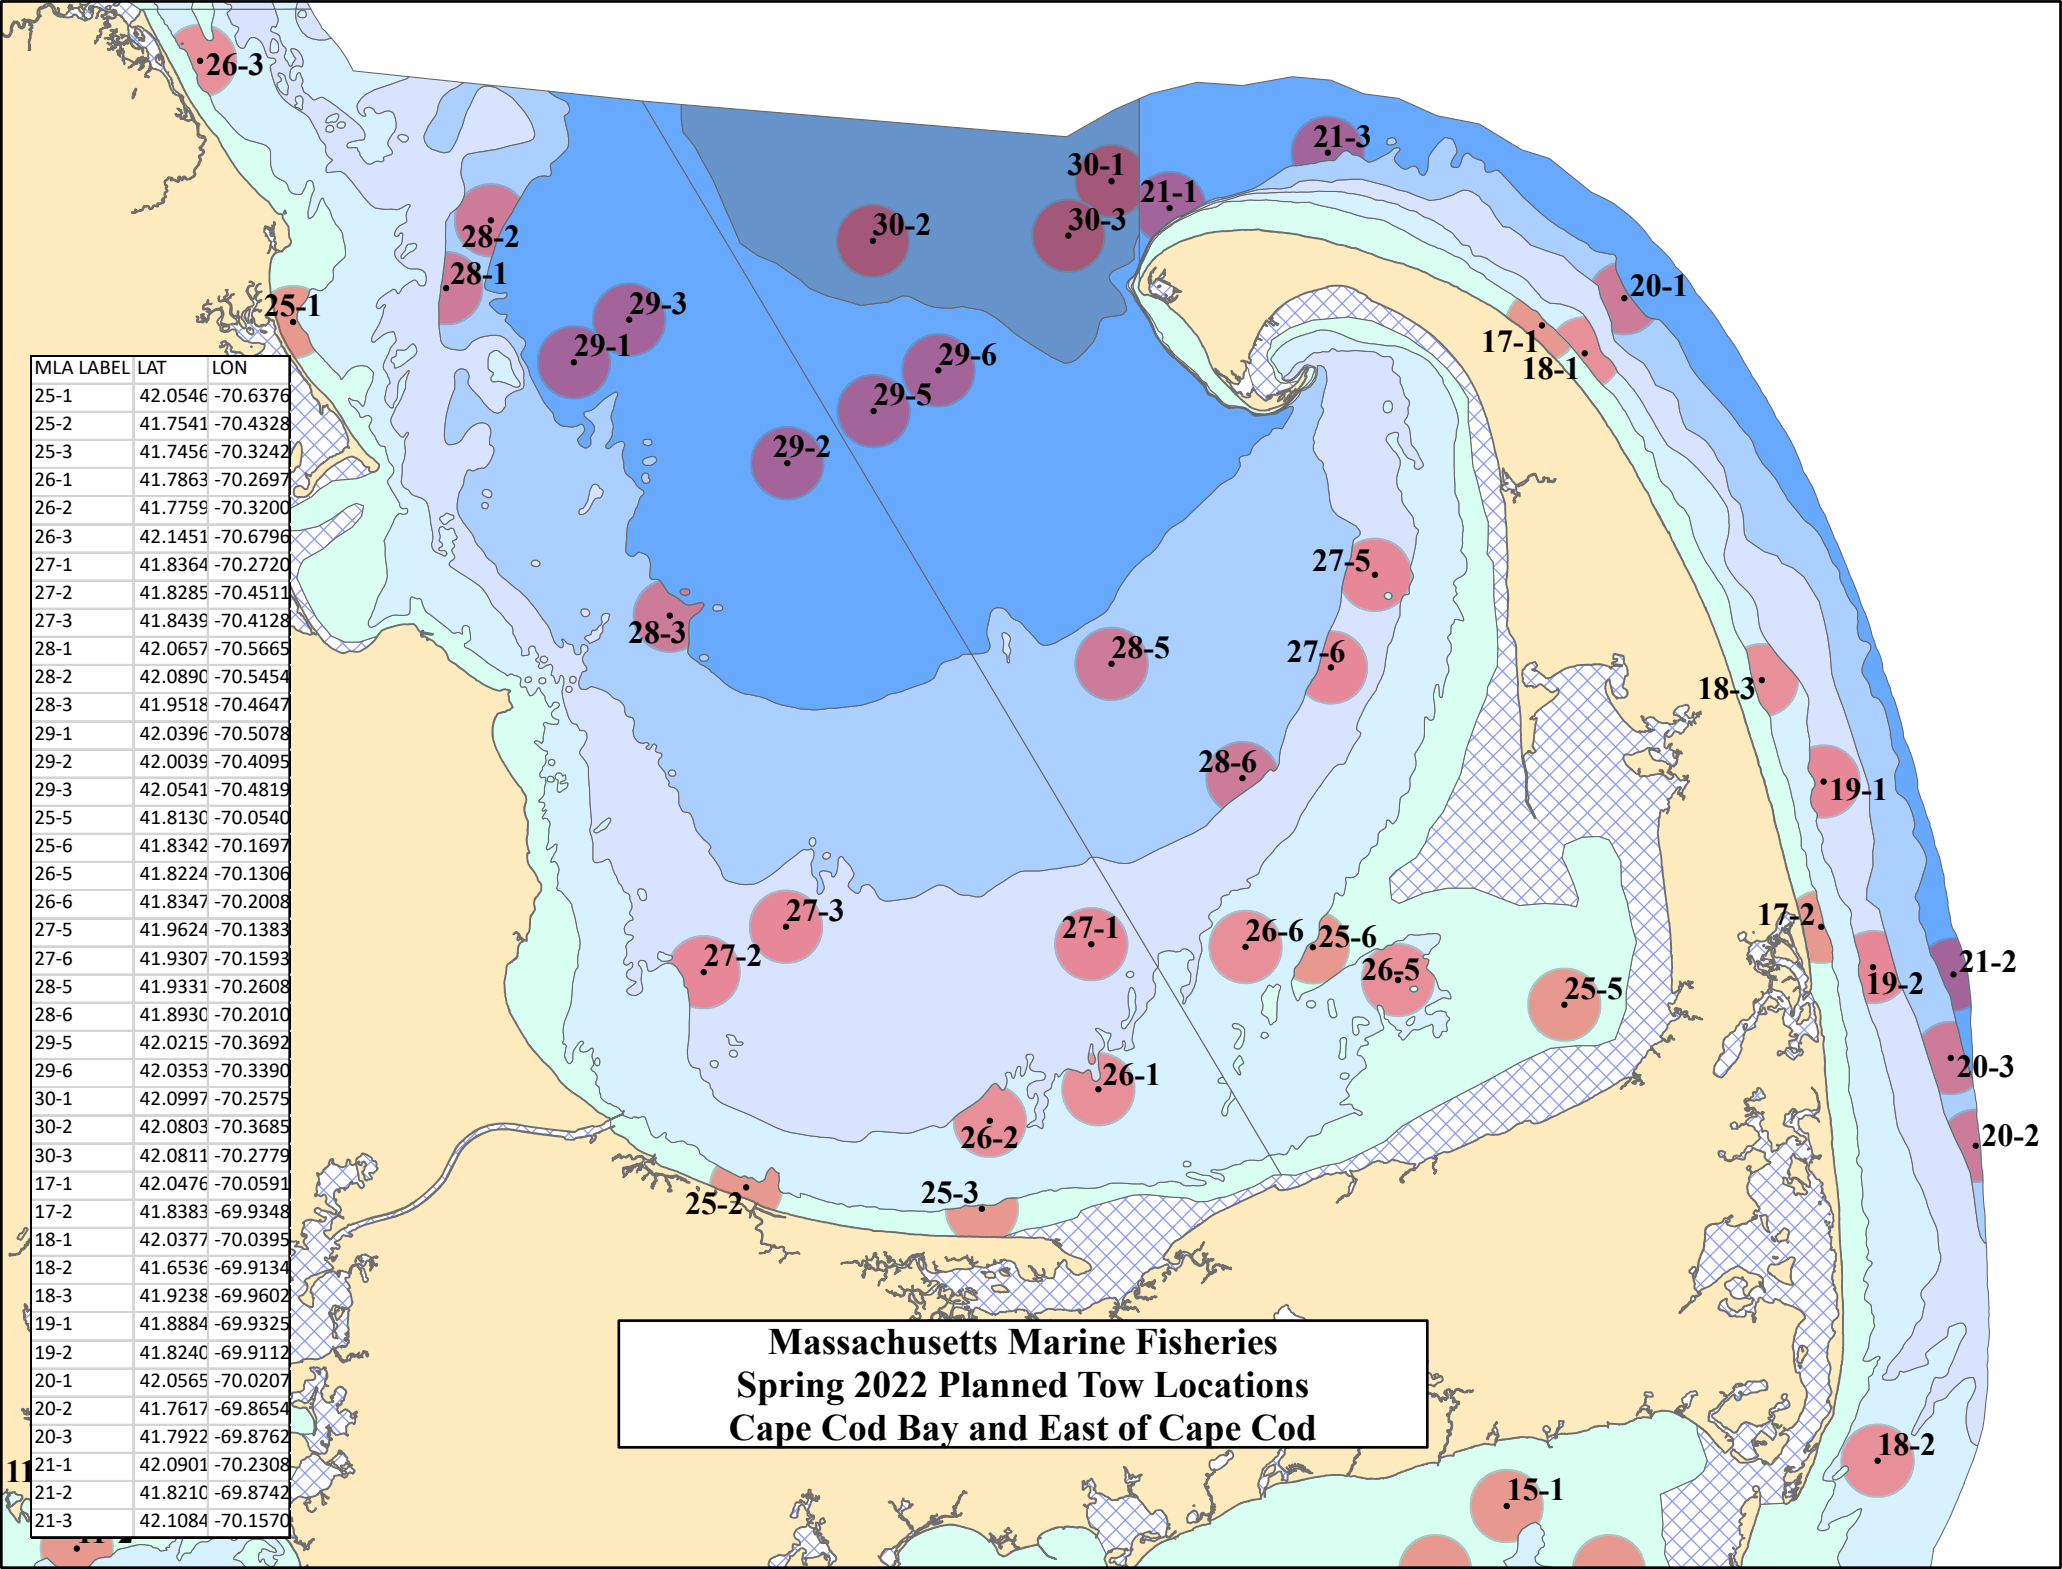 26-3
21-3
30-1
21-1
30-2
30-3
28-2
28-1
20-1
25-1
29-3
29-1
17-1
18-1
29-6
29-5
29-2
27-5
28-3
28-5
27-6
18-3
28-6
19-1
27-3
27-1
26-6
25-6
17-2
27-2
26-5
25-5
19-2
21-2
26-1
20-3
26-2
20-2
25-2
25-3
18-2
15-1
11
MLA LABEL LAT LON
25-1 42.0546 -70.6376
25-2 41.7541 -70.4328
25-3 41.7456 -70.3242
26-1 41.7863 -70.2697
26-2 41.7759 -70.3200
26-3 42.1451 -70.6796
27-1 41.8364 -70.2720
27-2 41.8285 -70.4511
27-3 41.8439 -70.4128
28-1 42.0657 -70.5665
28-2 42.0890 -70.5454
28-3 41.9518 -70.4647
29-1 42.0396 -70.5078
29-2 42.0039 -70.4095
29-3 42.0541 -70.4819
25-5 41.8130 -70.0540
25-6 41.8342 -70.1697
26-5 41.8224 -70.1306
26-6 41.8347 -70.2008
27-5 41.9624 -70.1383
27-6 41.9307 -70.1593
28-5 41.9331 -70.2608
28-6 41.8930 -70.2010
29-5 42.0215 -70.3692
29-6 42.0353 -70.3390
30-1 42.0997 -70.2575
30-2 42.0803 -70.3685
30-3 42.0811 -70.2779
17-1 42.0476 -70.0591
17-2 41.8383 -69.9348
18-1 42.0377 -70.0395
18-2 41.6536 -69.9134
18-3 41.9238 -69.9602
19-1 41.8884 -69.9325
19-2 41.8240 -69.9112
20-1 42.0565 -70.0207
20-2 41.7617 -69.8654
20-3 41.7922 -69.8762
21-1 42.0901 -70.2308
21-2 41.8210 -69.8742
21-3 42.1084 -70.1570
Massachusetts Marine Fisheries
Spring 2022 Planned Tow Locations
Cape Cod Bay and East of Cape Cod